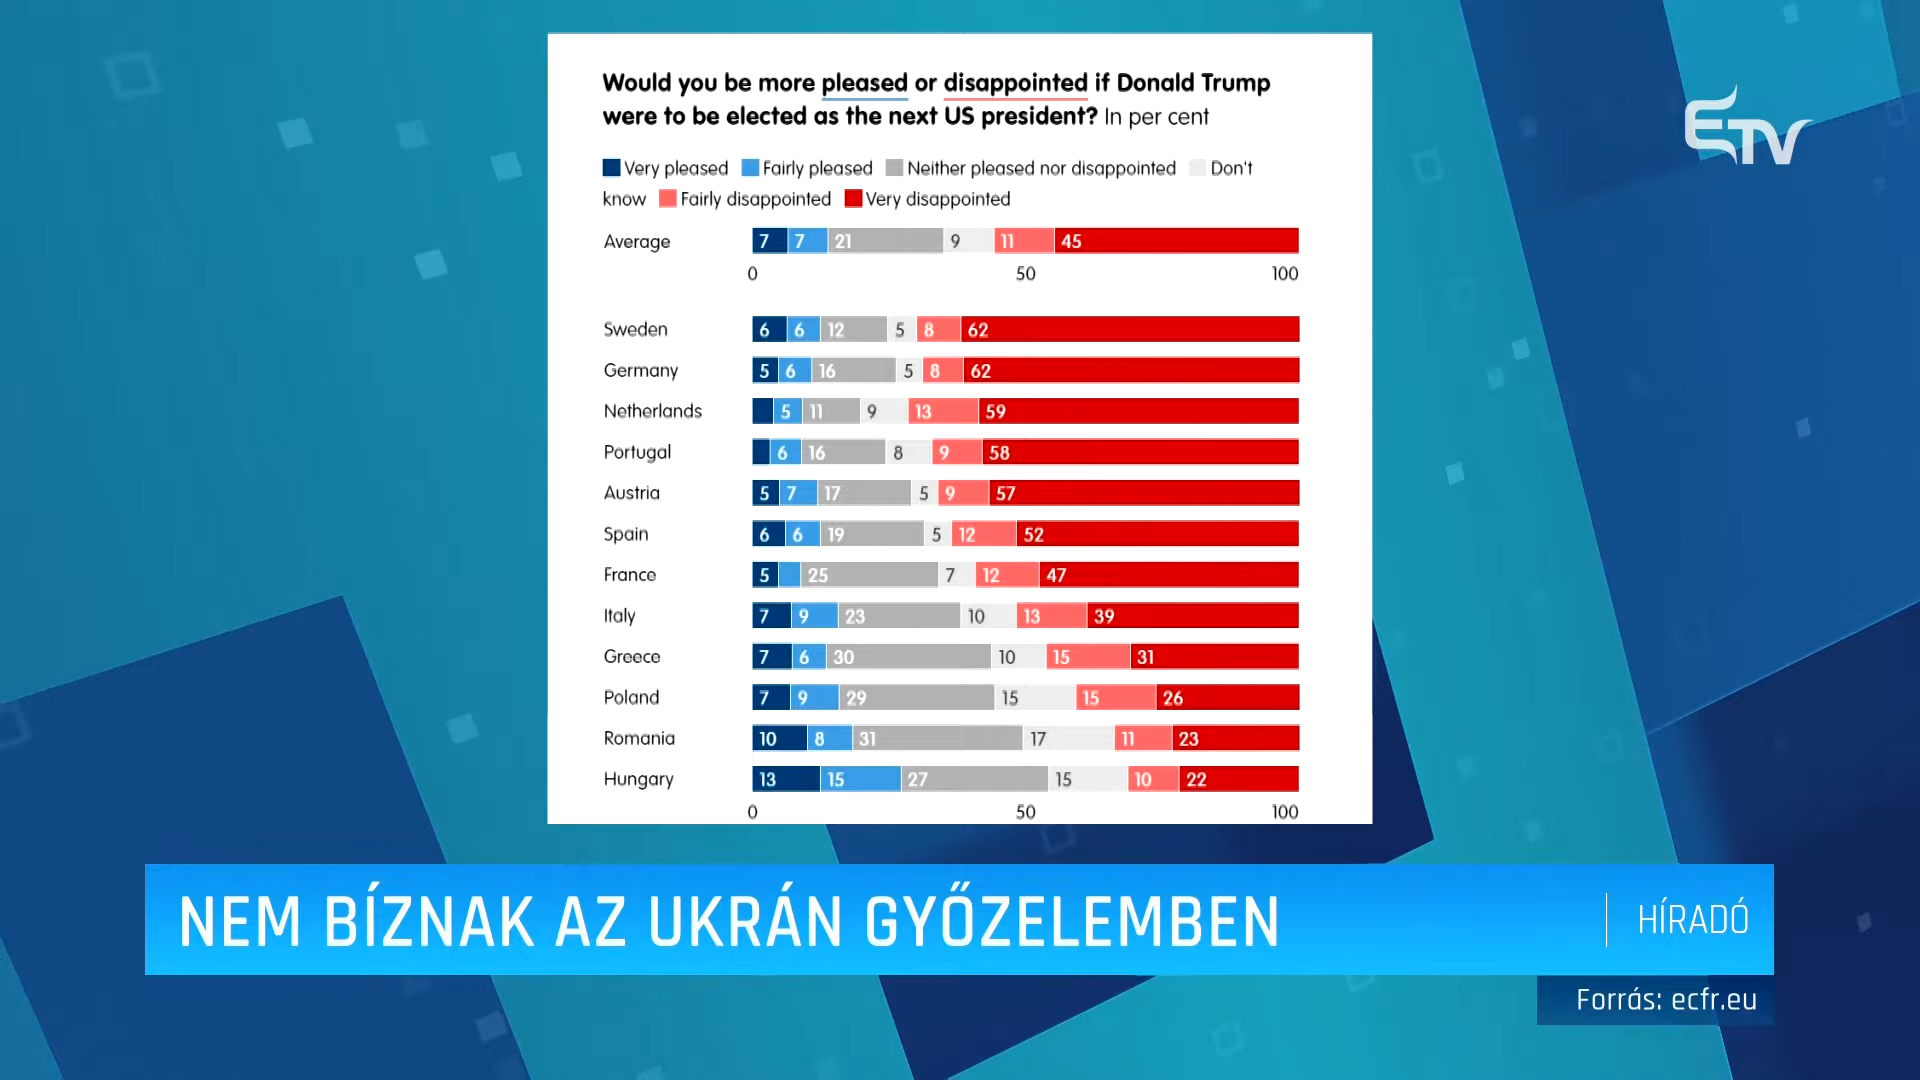 Would you be more pleased or disappointed if Donald Trump
were to be elected as the next US president? In per cent
Very pleased Fairly pleased Neither pleased nor disappointed Don't
know Fairly disappointed Very disappointed
Average 7 7 21 9 11 45
0 50 100
Sweden 6 6 12 5 8 62
Germany 5 6 16 5 8 62
Netherlands 5 11 9 13 59
Portugal 6 16 8 9 58
Austria 5 7 17 5 9 57
Spain 6 6 19 5 12 52
France 5 25 7 12 47
Italy 7 9 23 10 13 39
Greece 7 6 30 10 15 31
Poland 7 9 29 15 15 26
Romania 10 8 31 17 11 23
Hungary 13 15 27 15 10 22
0 50 100
ETV
NEM BÍZNAK AZ UKRÁN GYŐZELEMBEN
HÍRADÓ
Forrás: ecfr.eu